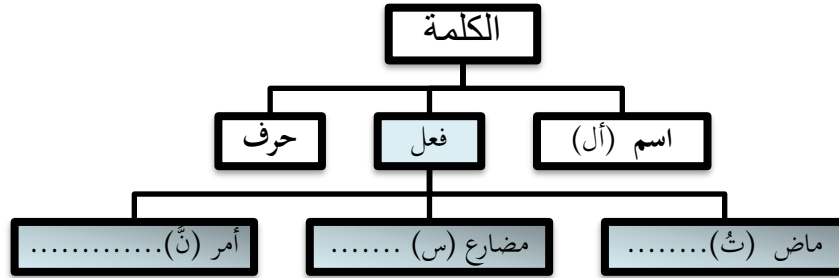 الكلمة
اسم (أل)
فعل
حرف
ماض (تُ)........
مضارع (س) .......
أمر (نَّ).............